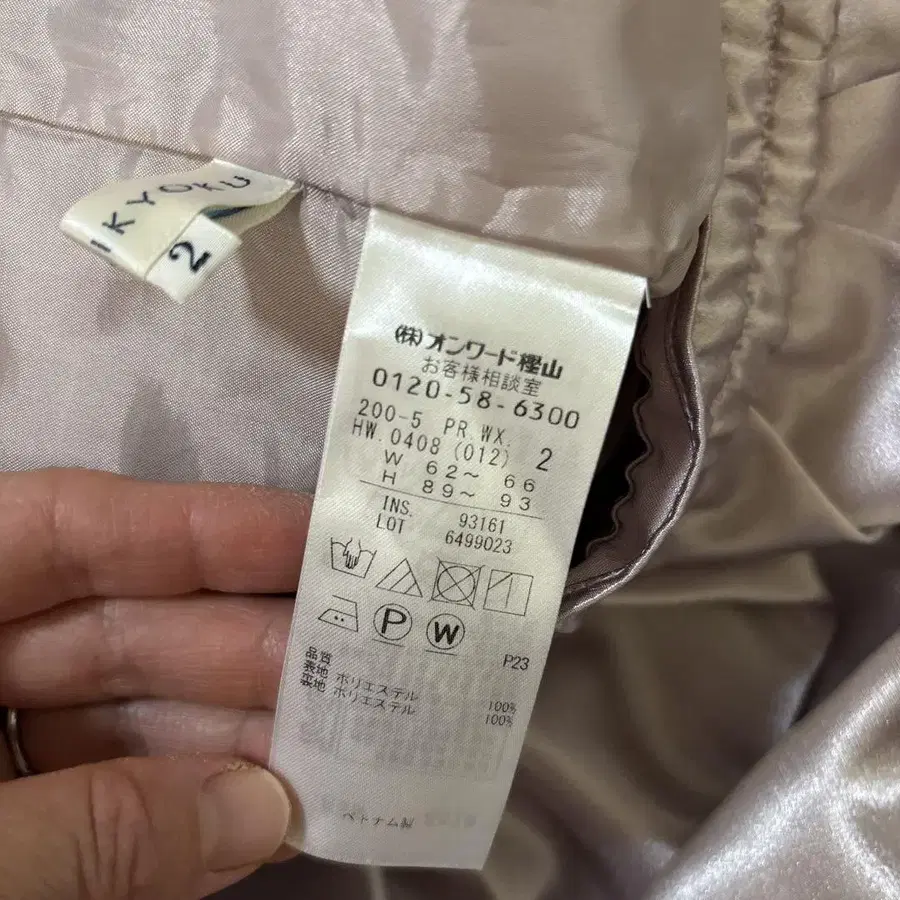 KYOKU
2
(株)オンワード樫山
お客様相談室
0120-58-6300
200-5 PR.WX.
HW.0408(012) 2
W 62～ 66
H 89～ 93
INS. 93161
LOT 6499023
P W
P23
品質
表地 ポリエステル 100%
裏地 ポリエステル 100%
ベトナム製